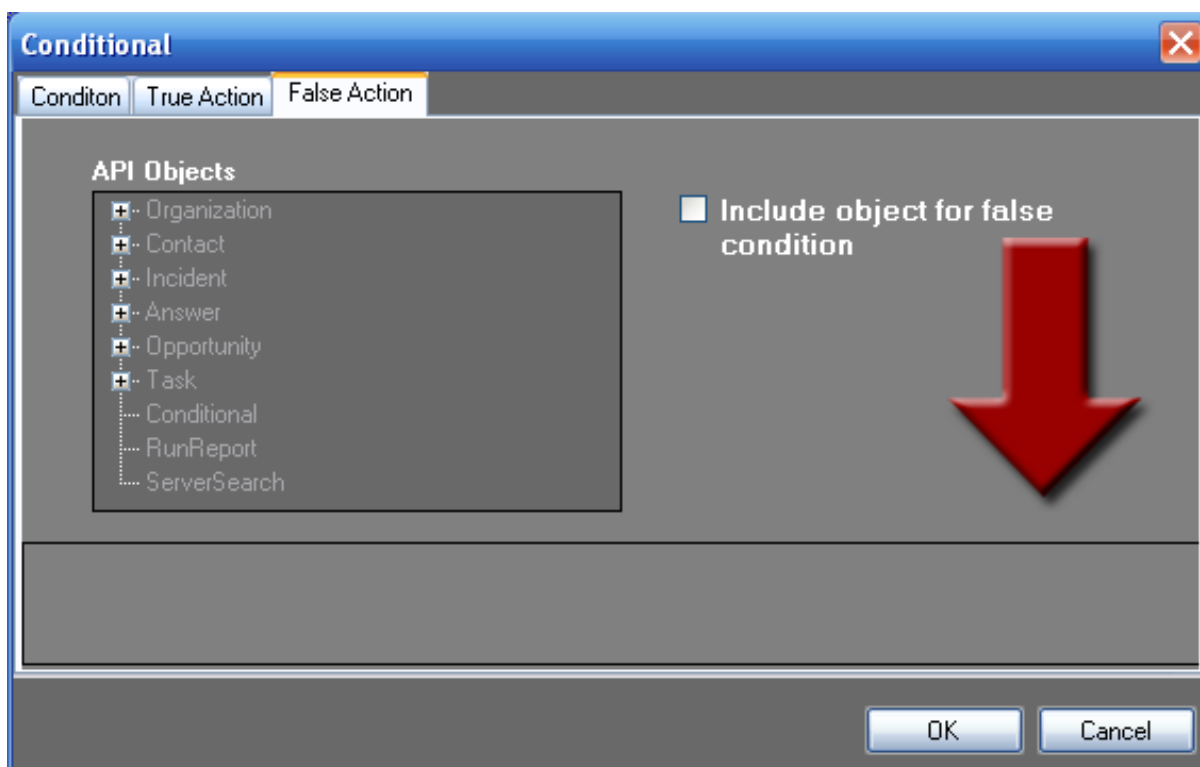 Conditional
Conditon True Action False Action
API Objects
Organization
Contact
Incident
Answer
Opportunity
Task
Conditional
RunReport
ServerSearch
Include object for false
condition
OK Cancel